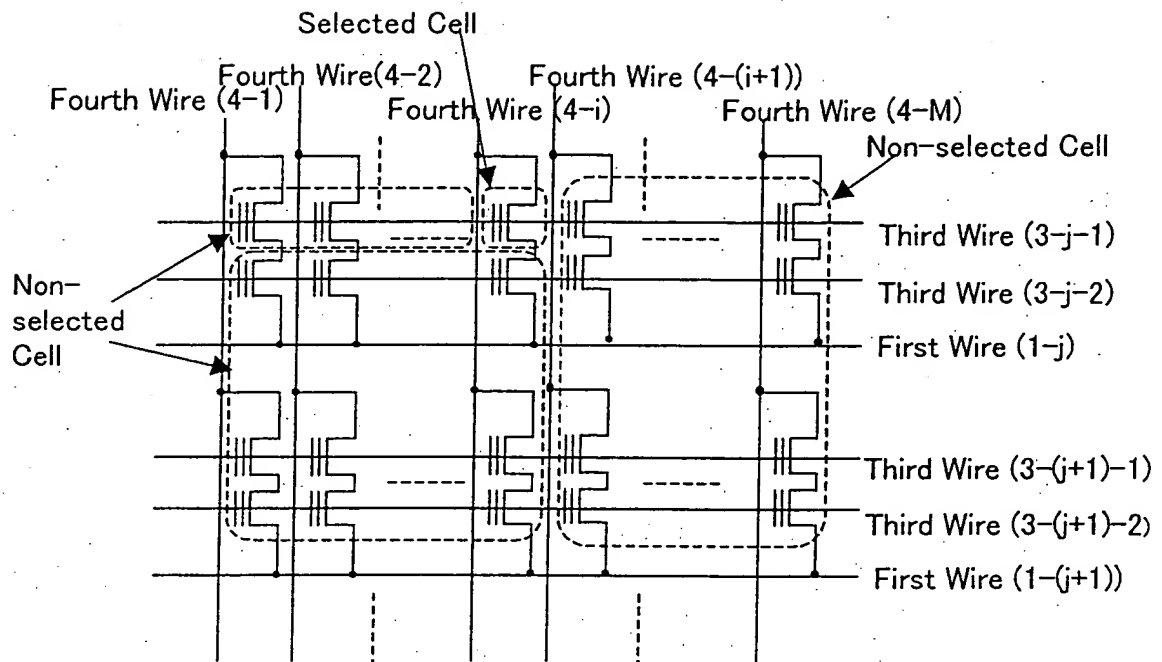 Selected Cell
Fourth Wire(4-2)
Fourth Wire (4-(i+1))
Fourth Wire (4-1)
Fourth Wire (4-i)
Fourth Wire (4-M)
Non-selected Cell
Third Wire (3-j-1)
Third Wire (3-j-2)
Non-
selected
Cell
First Wire (1-j)
Third Wire (3-(j+1)-1)
Third Wire (3-(j+1)-2)
First Wire (1-(j+1))